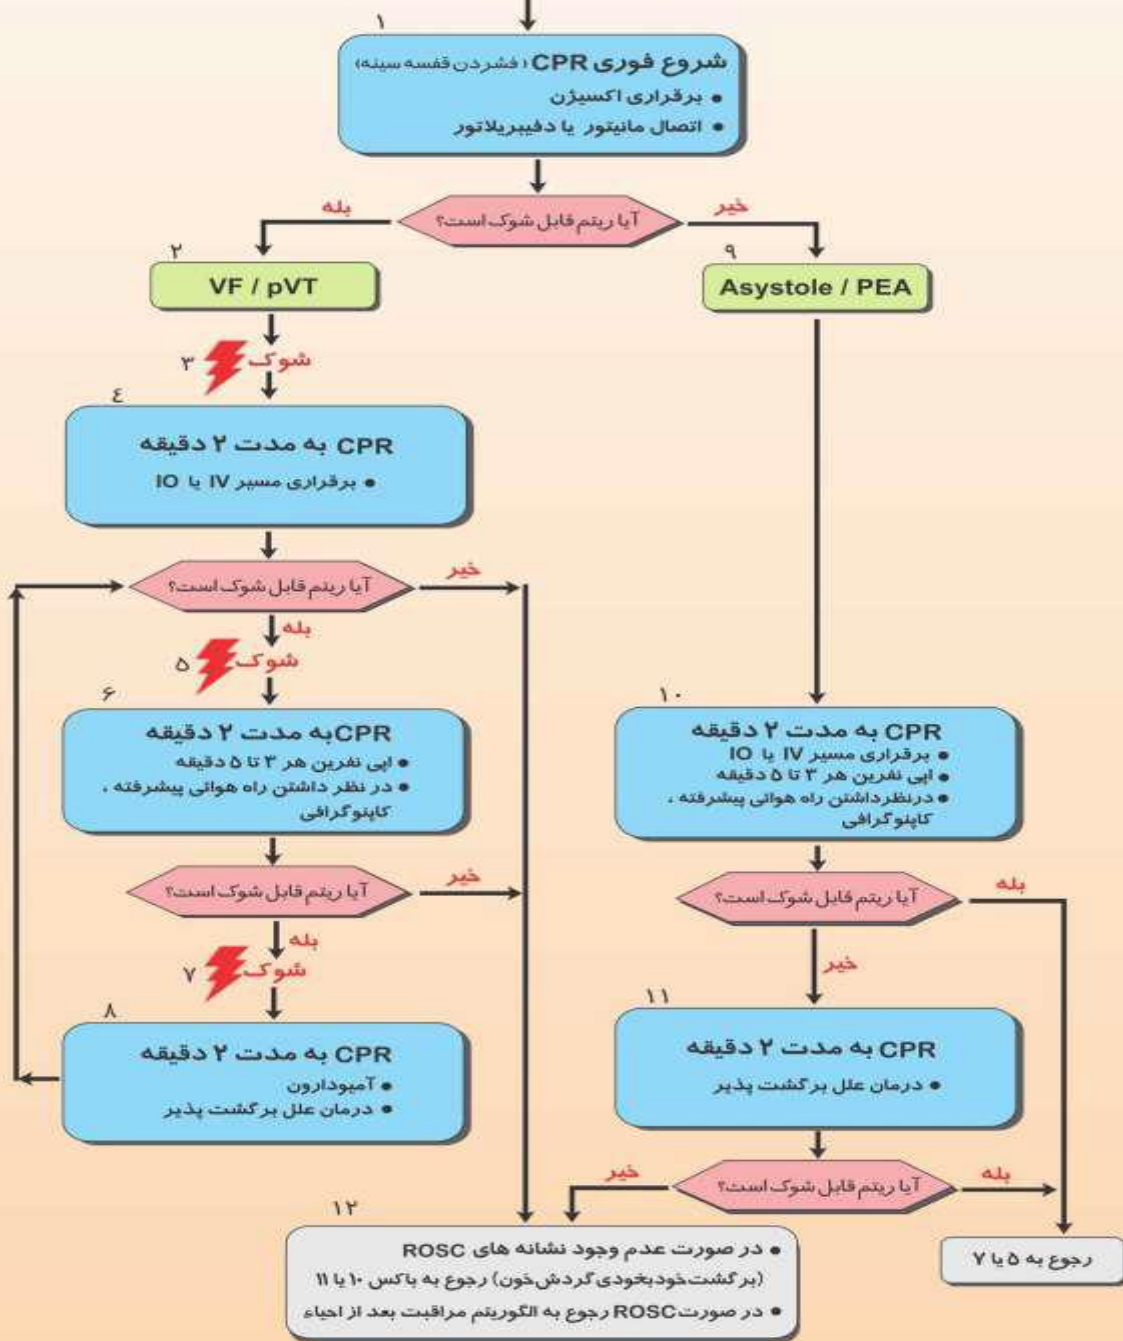 ۱
شروع فوری CPR (فشردن قفسه سینه)
• برقراری اکسیژن
• اتصال مانیتور یا دفیبریلاتور
آیا ریتم قابل شوک است؟
بله
خیر
۲
VF / pVT
۳
شوک
٤
CPR به مدت ۲ دقیقه
• برقراری مسیر IV یا IO
آیا ریتم قابل شوک است؟
خیر
بله
۵
شوک
۶
CPR به مدت ۲ دقیقه
• اپی نفرین هر ۳ تا ۵ دقیقه
• در نظر داشتن راه هوائی پیشرفته ،
کاپنوگرافی
آیا ریتم قابل شوک است؟
خیر
بله
۷
شوک
۸
CPR به مدت ۲ دقیقه
• آمیودارون
• درمان علل برگشت پذیر
۹
Asystole / PEA
۱۰
CPR به مدت ۲ دقیقه
• برقراری مسیر IV یا IO
• اپی نفرین هر ۳ تا ۵ دقیقه
• درنظرداشتن راه هوائی پیشرفته ،
کاپنوگرافی
آیا ریتم قابل شوک است؟
بله
خیر
۱۱
CPR به مدت ۲ دقیقه
• درمان علل برگشت پذیر
آیا ریتم قابل شوک است؟
بله
خیر
رجوع به ۵ یا ۷
۱۲
• در صورت عدم وجود نشانه های ROSC
(برگشت خودبخودی گردش خون) رجوع به باکس ۱۰ یا ۱۱
• در صورت ROSC رجوع به الگوریتم مراقبت بعد از احیاء